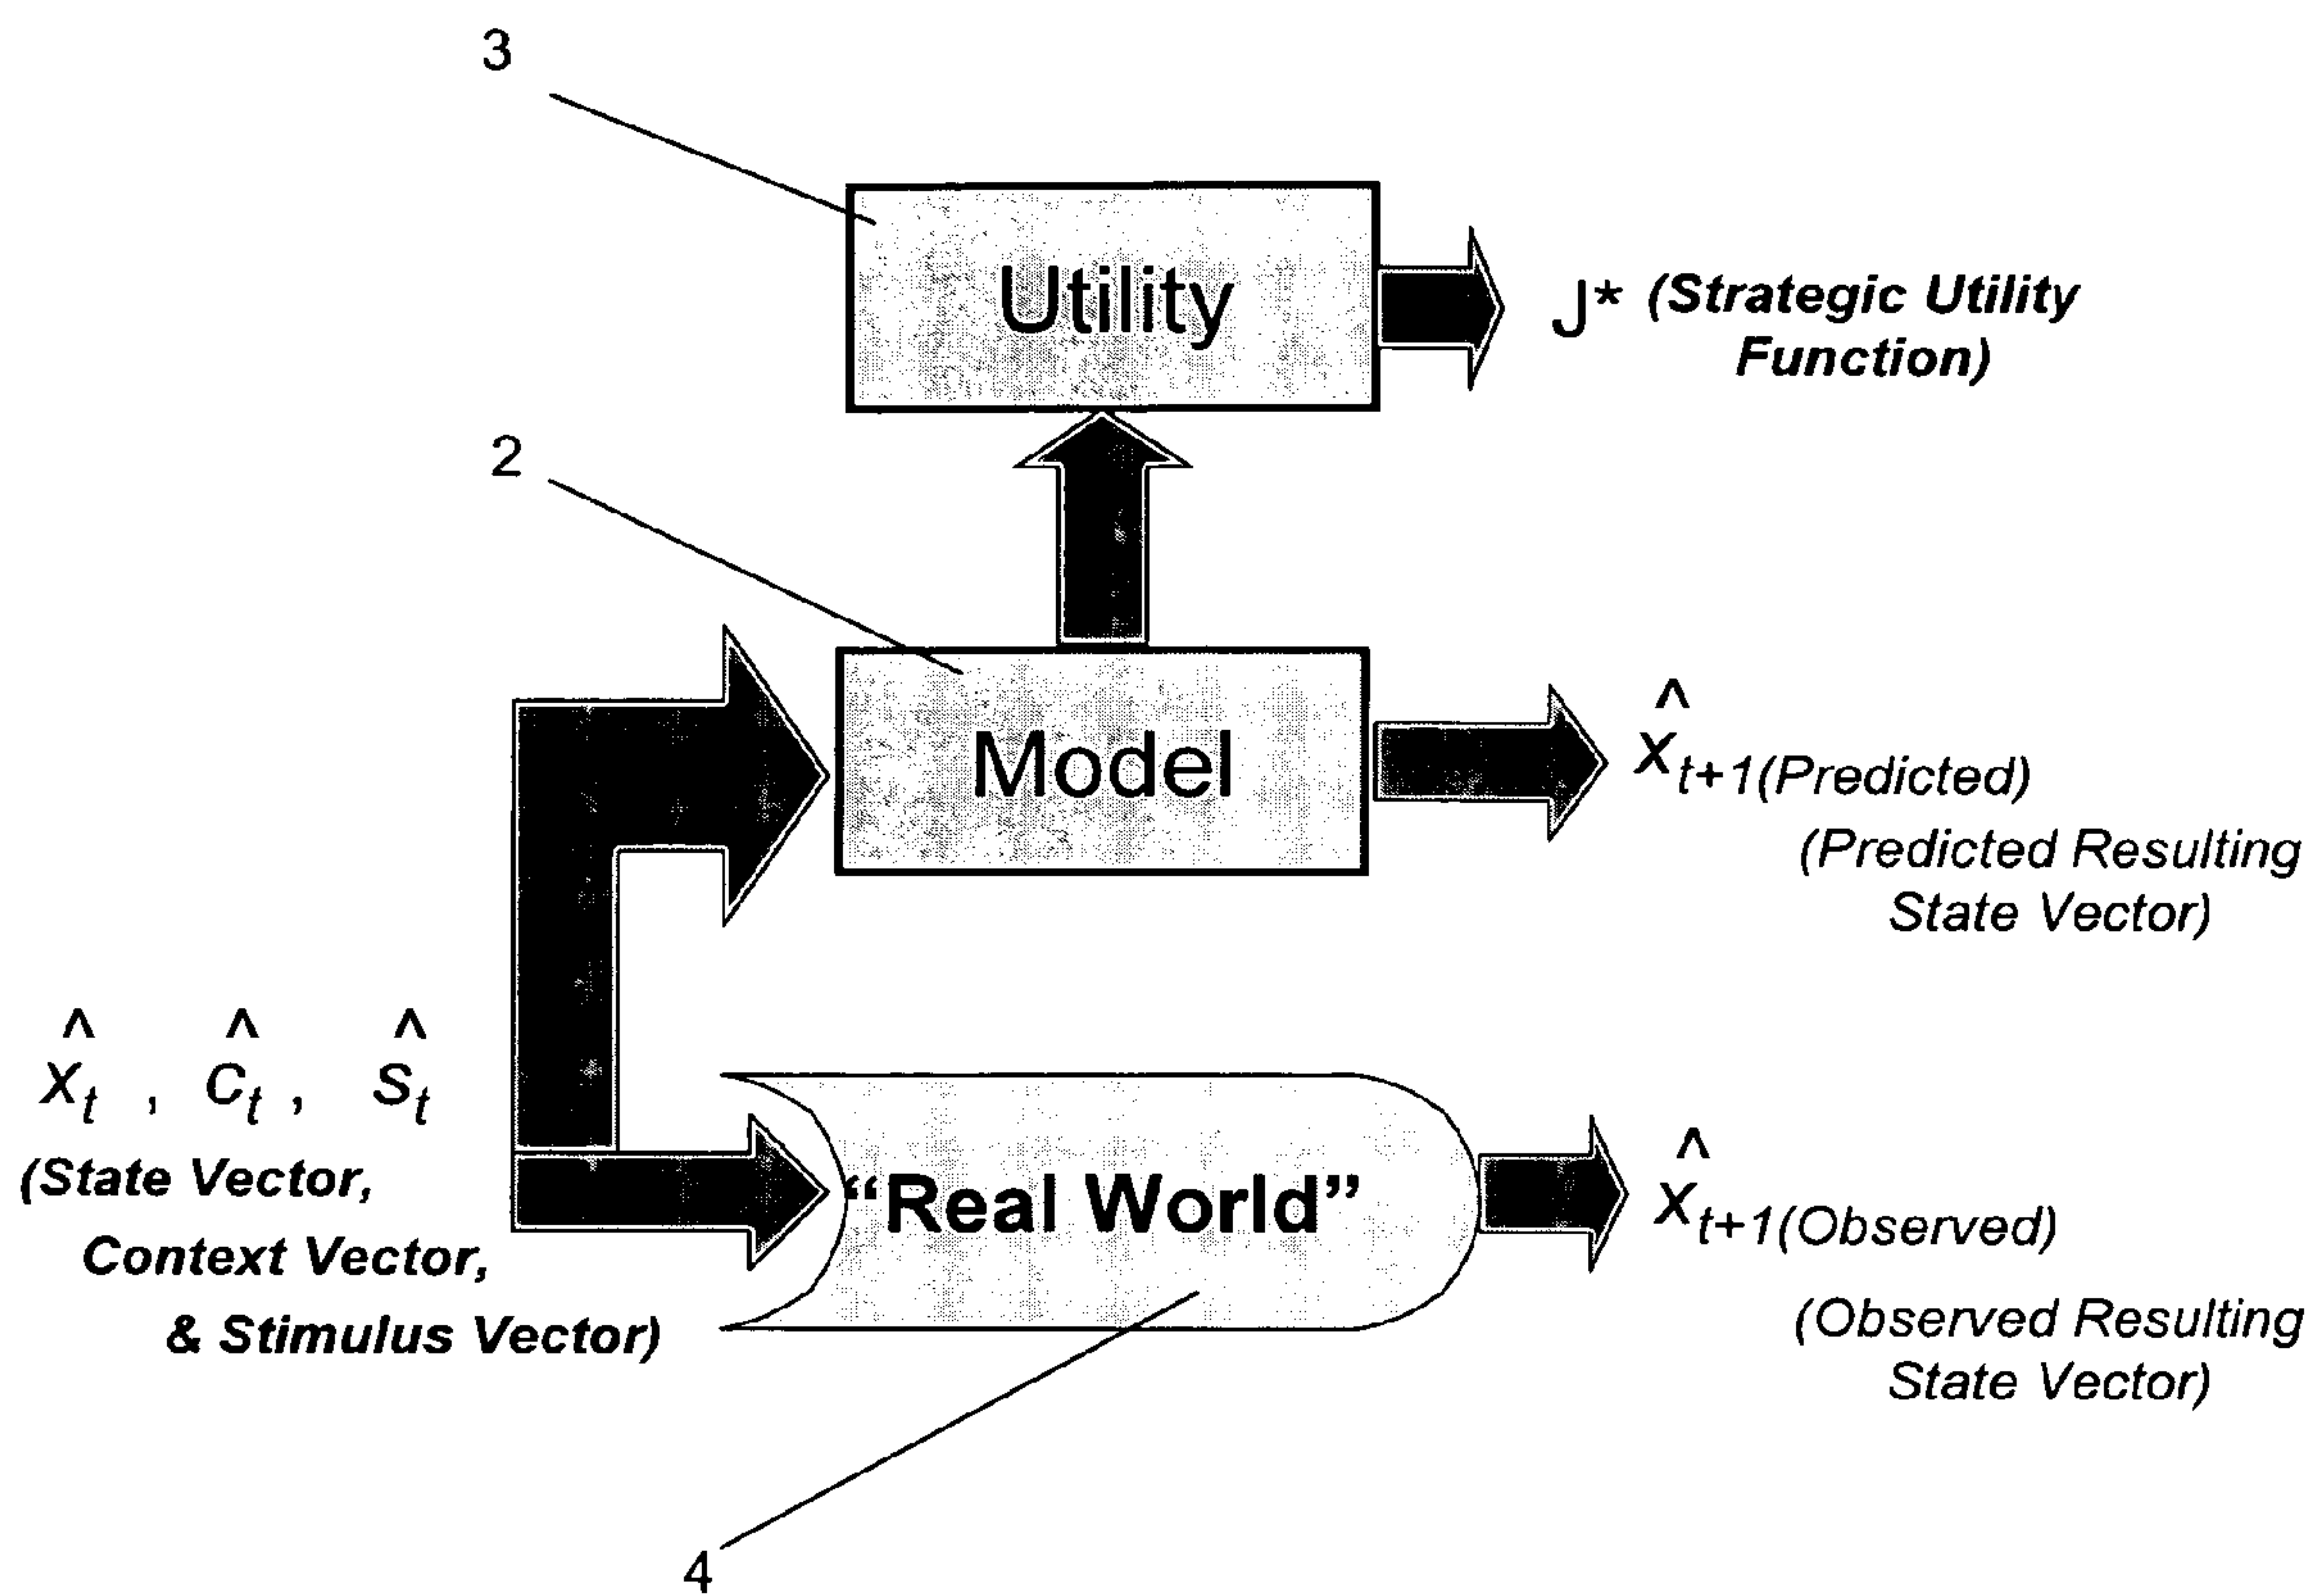 3
Utility
J* (Strategic Utility
Function)
2
Model
^
x t+1(Predicted)
(Predicted Resulting
State Vector)
^ ^ ^
x t , c t , s t
(State Vector,
Context Vector,
& Stimulus Vector)
“Real World”
^
x t+1(Observed)
(Observed Resulting
State Vector)
4